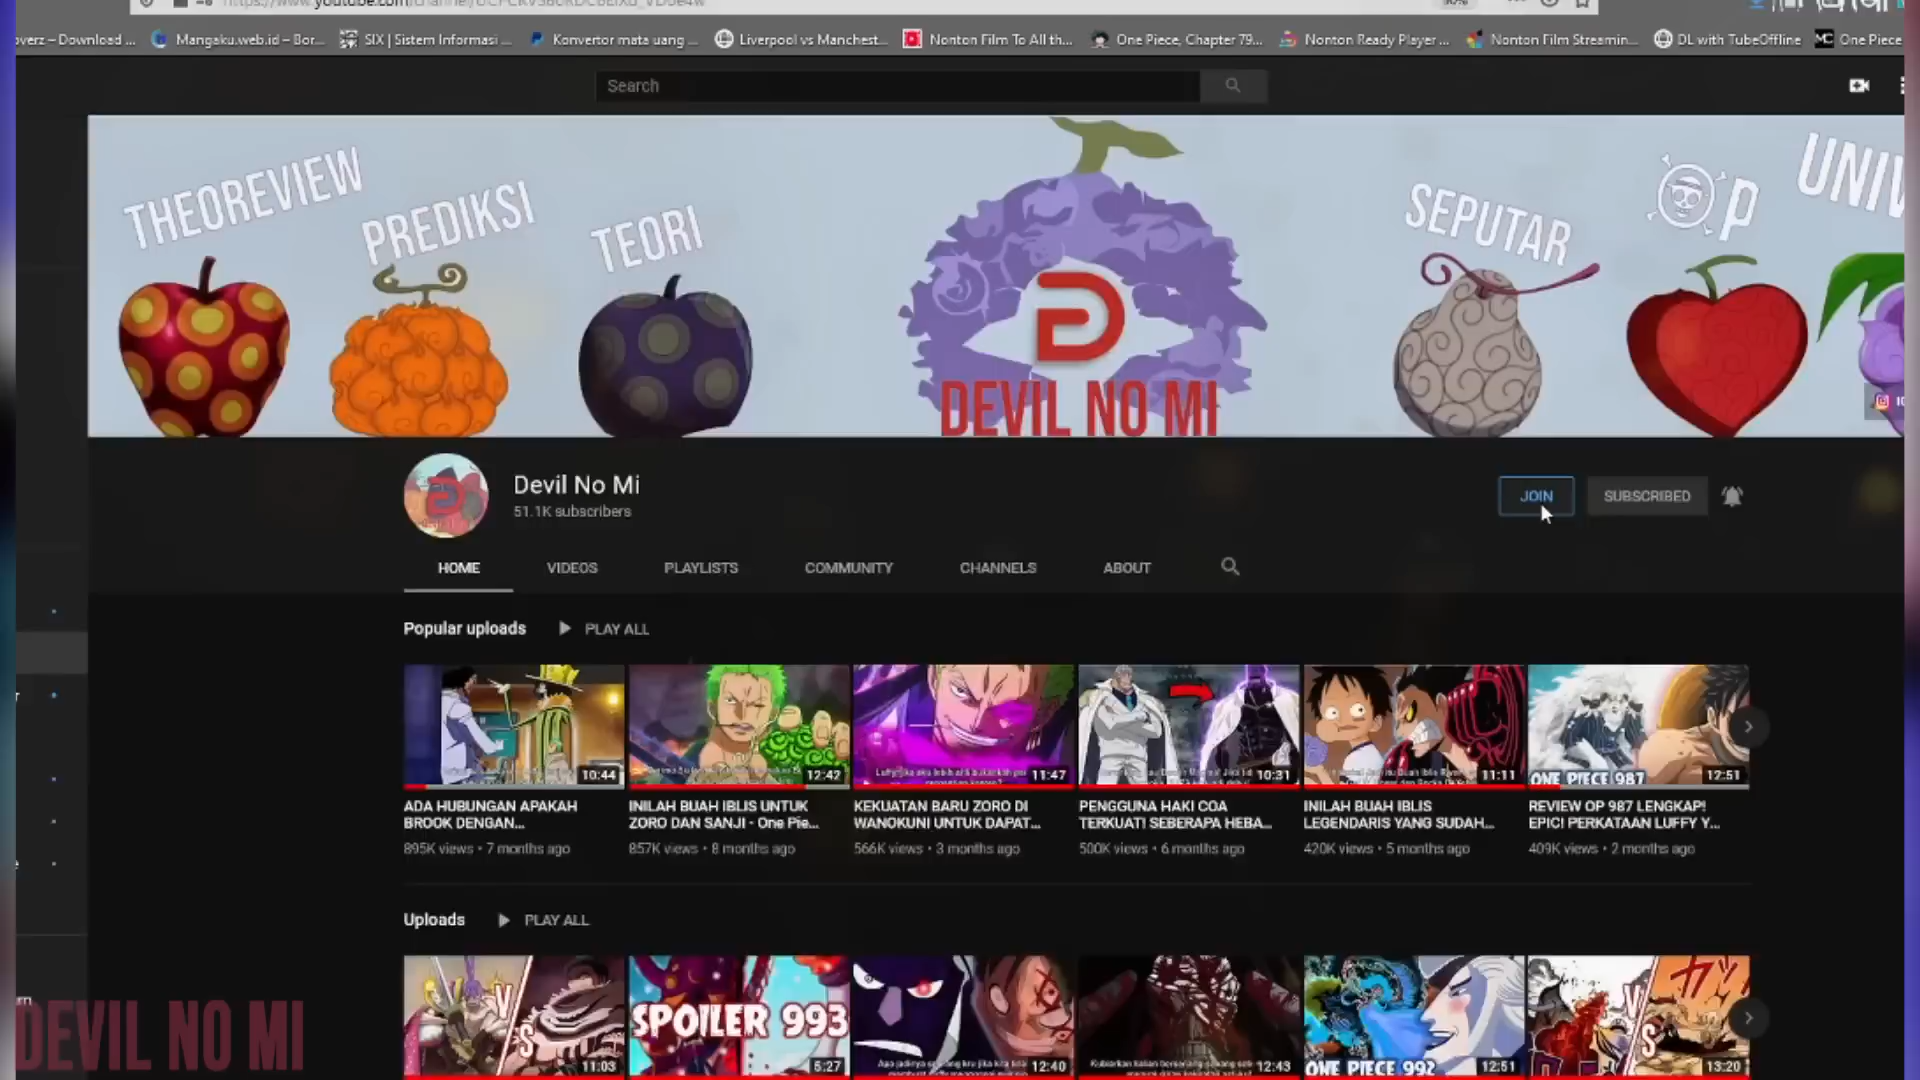 overz – Download ...
Mangaku.web.id – Bor...
SIX | Sistem Informasi ...
Konvertor mata uang ...
Liverpool vs Manchest...
Nonton Film To All th...
One Piece, Chapter 79...
Nonton Ready Player ...
Nonton Film Streamin...
DL with TubeOffline
One Piece
Search
THEOREVIEW
PREDIKSI
TEORI
SEPUTAR
P
UNIV
D
DEVIL NO MI
Devil No Mi
51.1K subscribers
JOIN
SUBSCRIBED
HOME
VIDEOS
PLAYLISTS
COMMUNITY
CHANNELS
ABOUT
Popular uploads
PLAY ALL
10:44
12:42
11:47
10:31
11:11
ONE PIECE 987
12:51
ADA HUBUNGAN APAKAH
BROOK DENGAN...
895K views • 7 months ago
INILAH BUAH IBLIS UNTUK
ZORO DAN SANJI - One Pie...
857K views • 8 months ago
KEKUATAN BARU ZORO DI
WANOKUNI UNTUK DAPAT...
566K views • 3 months ago
PENGGUNA HAKI COA
TERKUAT! SEBERAPA HEBA...
500K views • 6 months ago
INILAH BUAH IBLIS
LEGENDARIS YANG SUDAH...
420K views • 5 months ago
REVIEW OP 987 LENGKAP!
EPIC! PERKATAAN LUFFY Y...
409K views • 2 months ago
Uploads
PLAY ALL
VS
11:03
SPOILER 993
5:27
12:40
12:43
ONE PIECE 992
12:51
VS
13:20
DEVIL NO MI